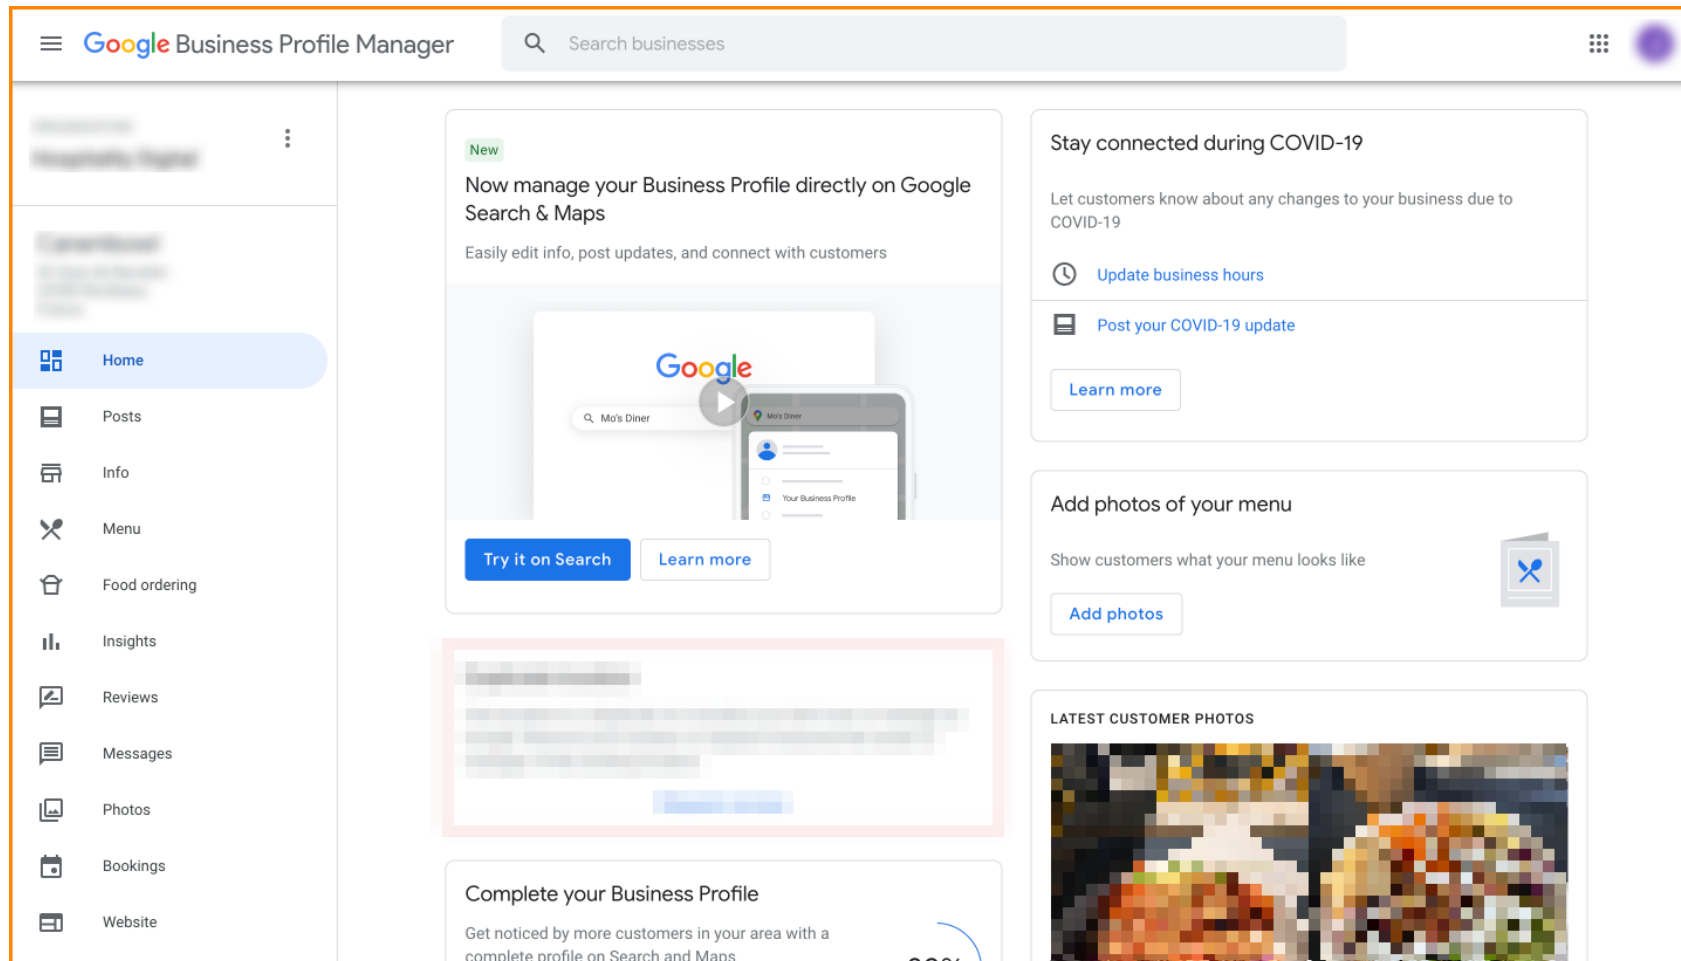 Google Business Profile Manager
Search businesses
Home
Posts
Info
Menu
Food ordering
Insights
Reviews
Messages
Photos
Bookings
Website
New
Now manage your Business Profile directly on Google
Search & Maps
Easily edit info, post updates, and connect with customers
Google
Mo's Diner
Mo's Diner
Your Business Profile
Try it on Search
Learn more
Complete your Business Profile
Get noticed by more customers in your area with a
complete profile on Search and Maps
Stay connected during COVID-19
Let customers know about any changes to your business due to
COVID-19
Update business hours
Post your COVID-19 update
Learn more
Add photos of your menu
Show customers what your menu looks like
Add photos
LATEST CUSTOMER PHOTOS